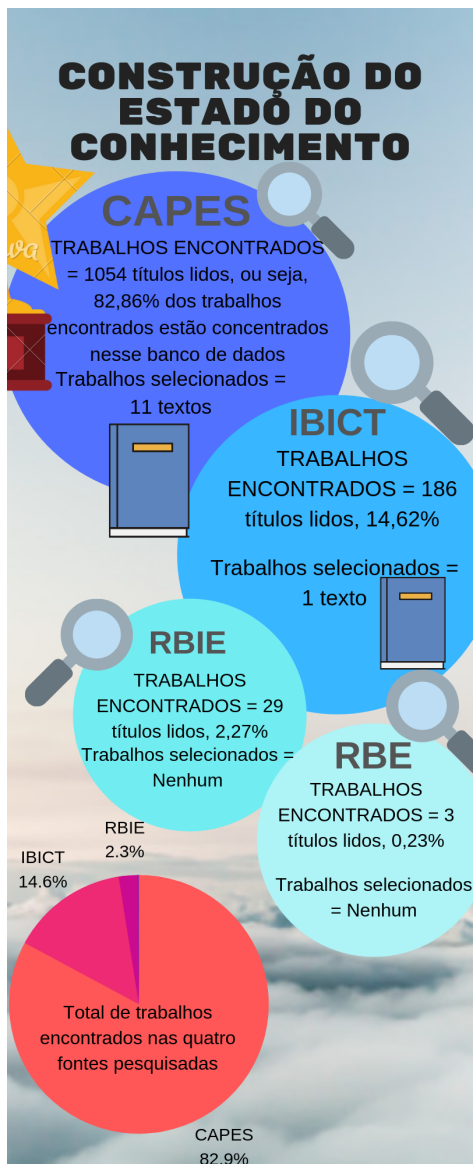 CONSTRUÇÃO DO
ESTADO DO
CONHECIMENTO
CAPES
TRABALHOS ENCONTRADOS
= 1054 títulos lidos, ou seja,
82,86% dos trabalhos
encontrados estão concentrados
nesse banco de dados
Trabalhos selecionados =
11 textos
IBICT
TRABALHOS
ENCONTRADOS = 186
títulos lidos, 14,62%
Trabalhos selecionados =
1 texto
RBIE
TRABALHOS
ENCONTRADOS = 29
títulos lidos, 2,27%
Trabalhos selecionados =
Nenhum
RBE
TRABALHOS
ENCONTRADOS = 3
títulos lidos, 0,23%
Trabalhos selecionados
= Nenhum
RBIE
2.3%
IBICT
14.6%
Total de trabalhos
encontrados nas quatro
fontes pesquisadas
CAPES
82.9%